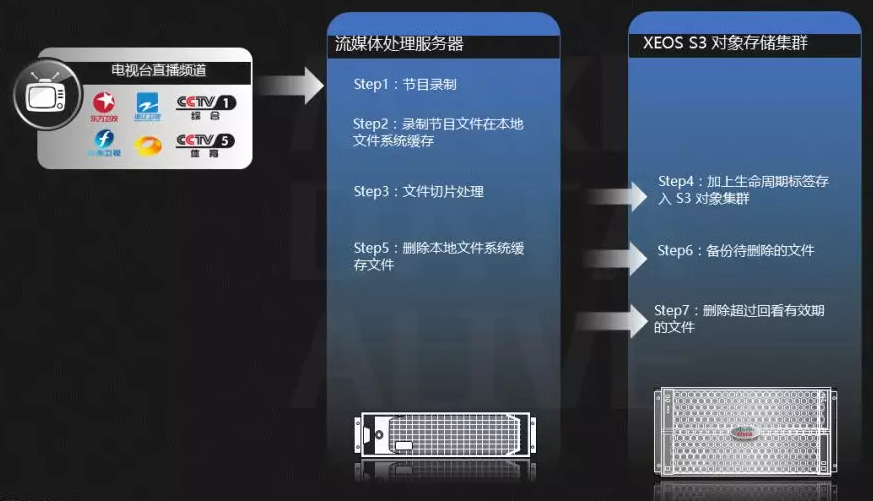 电视台直播频道
东方卫视
浙江卫视
CCTV 1
综合
CCTV 5
体育
流媒体处理服务器
Step1：节目录制
Step2：录制节目文件在本地
文件系统缓存
Step3：文件切片处理
Step5：删除本地文件系统缓
存文件
XEOS S3 对象存储集群
Step4：加上生命周期标签存
入 S3 对象集群
Step6：备份待删除的文件
Step7：删除超过回看有效期
的文件